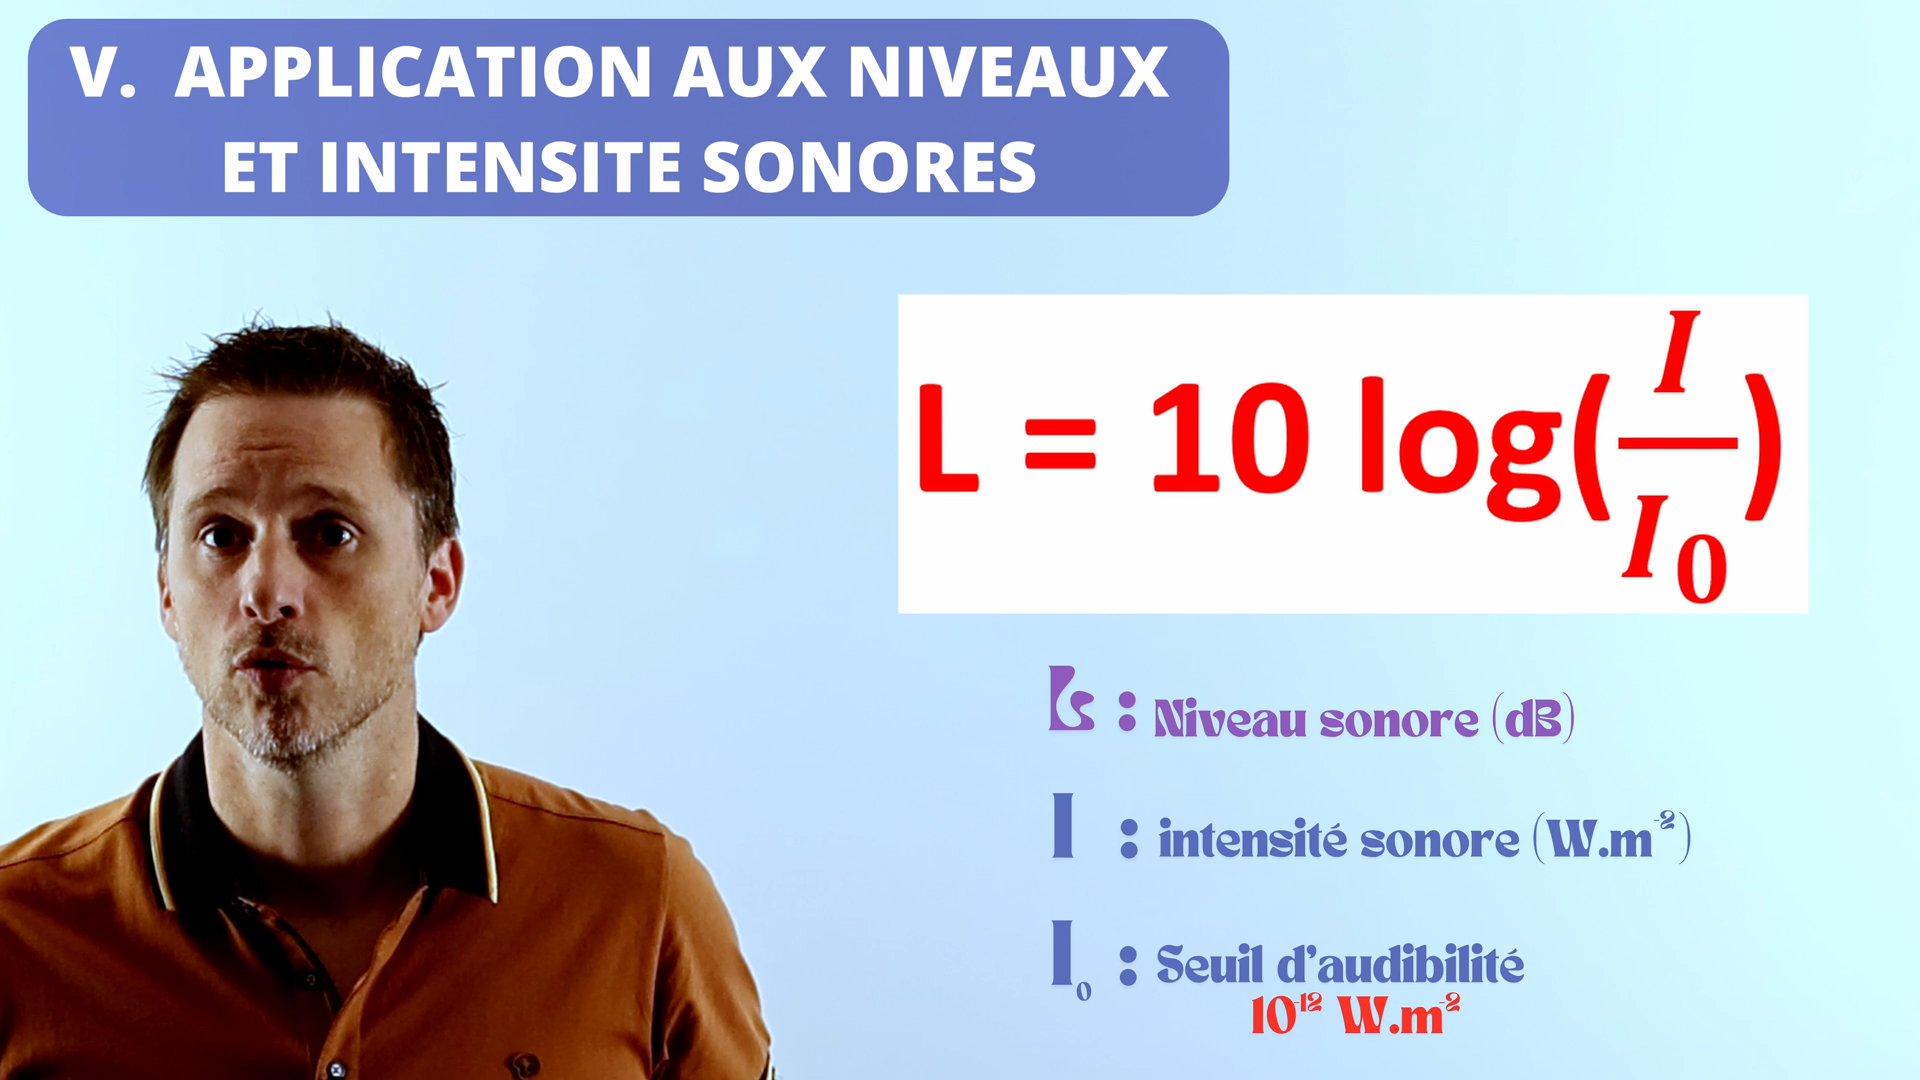 V. APPLICATION AUX NIVEAUX
ET INTENSITE SONORES
L = 10 log(I/I₀)
L : Niveau sonore (dB)
I : intensité sonore (W.m⁻²)
I₀ : Seuil d'audibilité
10⁻¹² W.m⁻²